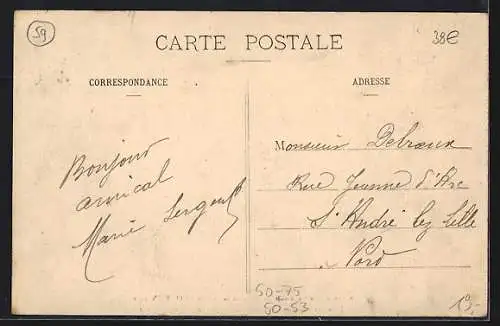 59
38€
CARTE POSTALE
CORRESPONDANCE
ADRESSE
Bonjour
amical
Marie
Monsieur Debraux
Rue Jeanne d'Arc
St André lez Lille
Nord
50-75
50-53